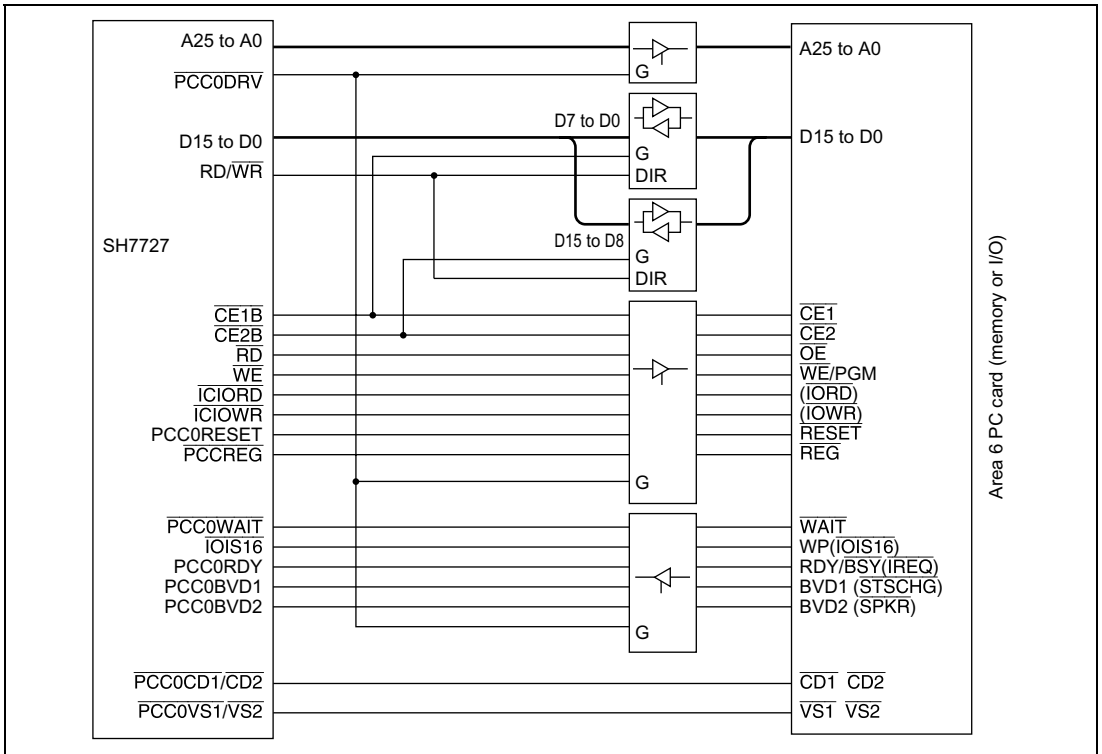 A25 to A0
PCC0DRV
D15 to D0
RD/WR
SH7727
CE1B
CE2B
RD
WE
ICIORD
ICIOWR
PCC0RESET
PCCREG
PCC0WAIT
IOIS16
PCC0RDY
PCC0BVD1
PCC0BVD2
PCC0CD1/CD2
PCC0VS1/VS2
G
D7 to D0
G
DIR
D15 to D8
G
DIR
G
G
A25 to A0
D15 to D0
CE1
CE2
OE
WE/PGM
(IORD)
(IOWR)
RESET
REG
WAIT
WP(IOIS16)
RDY/BSY(IREQ)
BVD1 (STSCHG)
BVD2 (SPKR)
CD1 CD2
VS1 VS2
Area 6 PC card (memory or I/O)